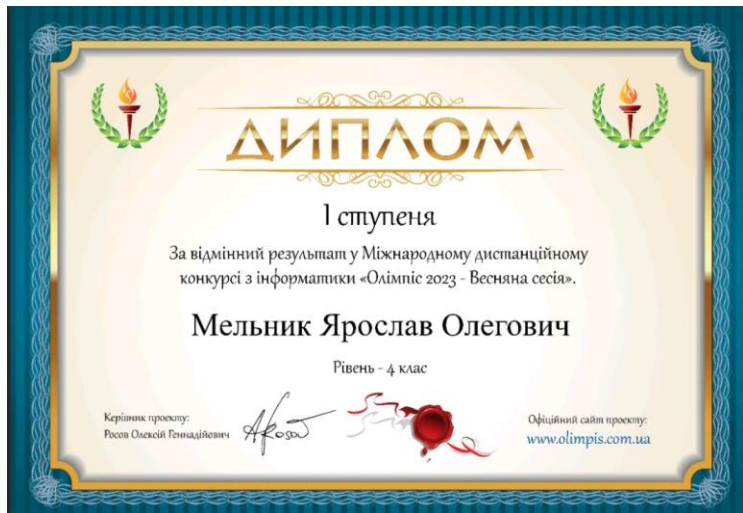 ДИПЛОМ
І ступеня
За відмінний результат у Міжнародному дистанційному
конкурсі з інформатики «Олімпіс 2023 - Весняна сесія».
Мельник Ярослав Олегович
Рівень - 4 клас
Керівник проекту:
Росов Олексій Геннадійович
ARosov
Офіційний сайт проекту:
www.olimpis.com.ua